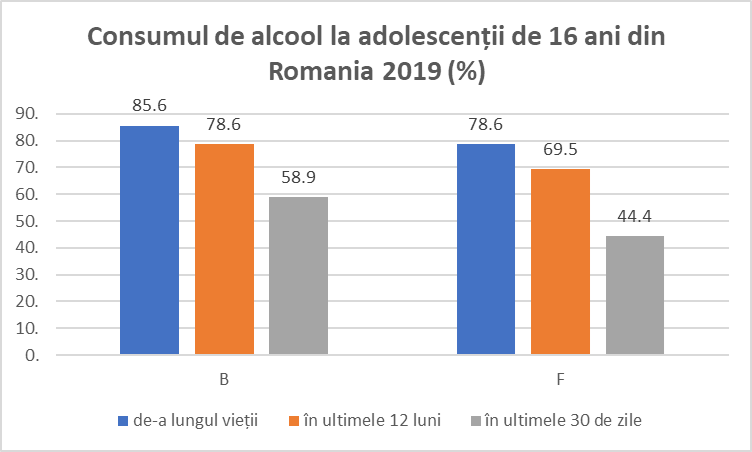 Consumul de alcool la adolescenții de 16 ani din
Romania 2019 (%)
90.
80.
70.
60.
50.
40.
30.
20.
10.
0.
85.6
78.6
58.9
78.6
69.5
44.4
B
F
de-a lungul vieții
în ultimele 12 luni
în ultimele 30 de zile